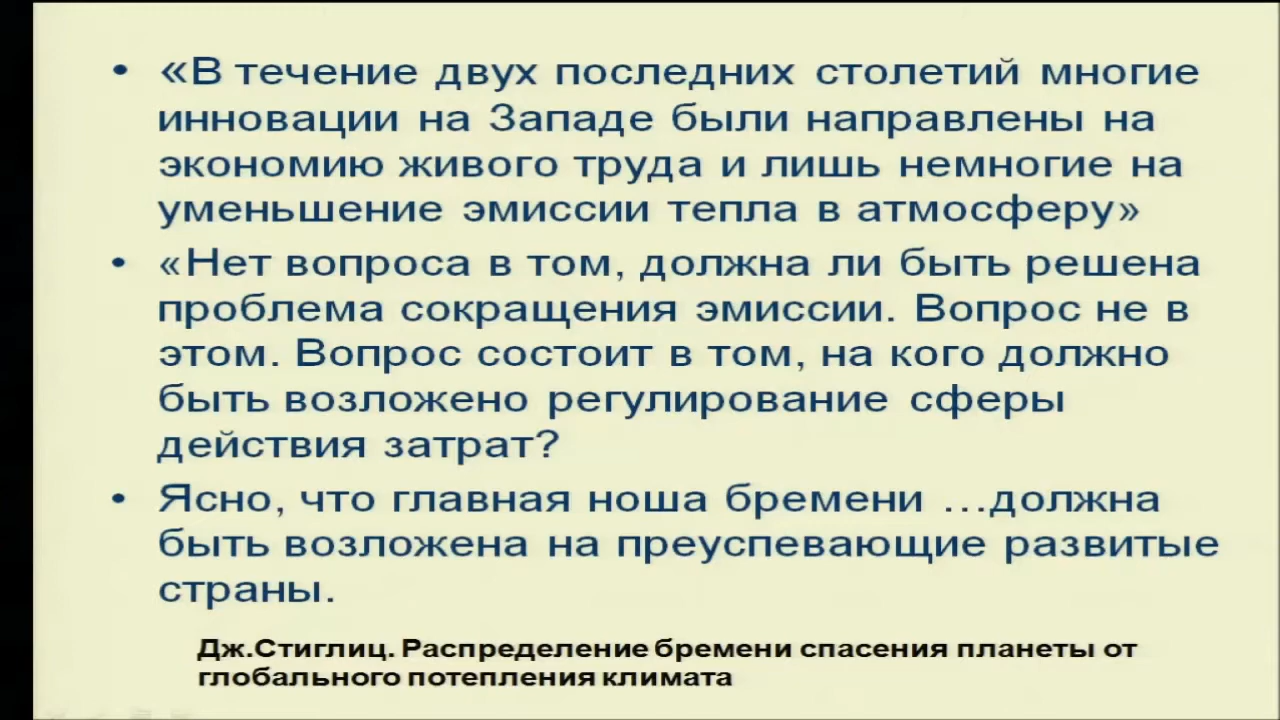 • «В течение двух последних столетий многие
инновации на Западе были направлены на
экономию живого труда и лишь немногие на
уменьшение эмиссии тепла в атмосферу»
• «Нет вопроса в том, должна ли быть решена
проблема сокращения эмиссии. Вопрос не в
этом. Вопрос состоит в том, на кого должно
быть возложено регулирование сферы
действия затрат?
• Ясно, что главная ноша бремени ...должна
быть возложена на преуспевающие развитые
страны.
Дж.Стиглиц. Распределение бремени спасения планеты от
глобального потепления климата